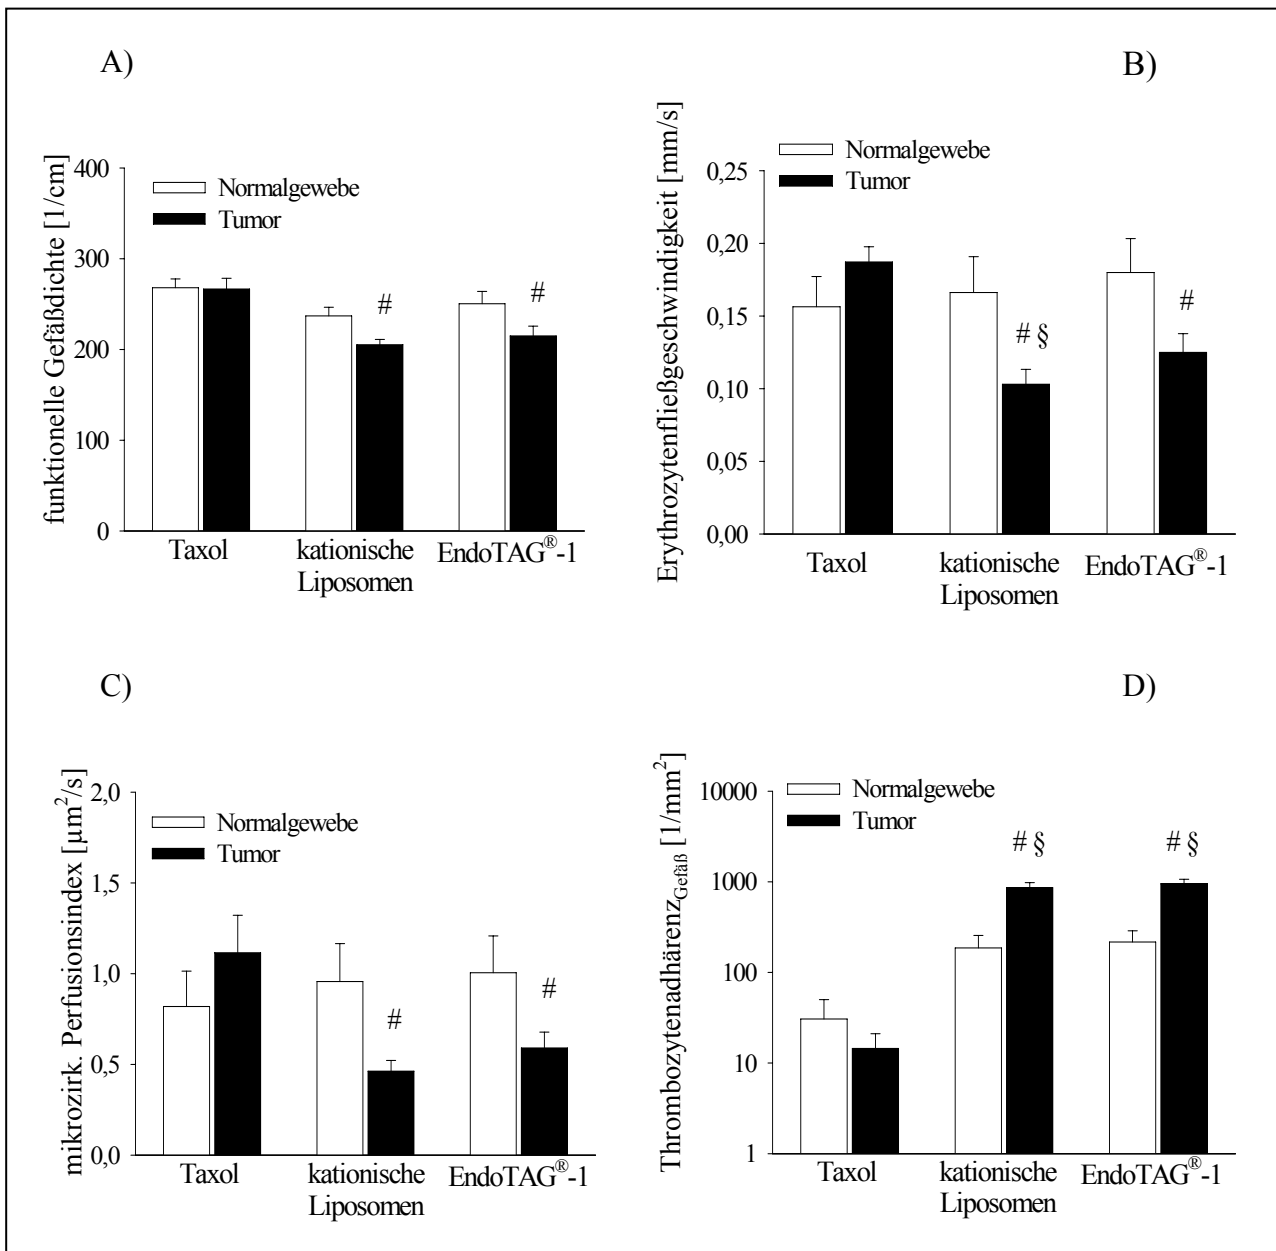 A)
funktionelle Gefäßdichte [1/cm]
400
300
200
100
0
Normalgewebe
Tumor
#
#
Taxol
kationische
Liposomen
EndoTAG®-1
B)
Erythrozytenfließgeschwindigkeit [mm/s]
0,25
0,20
0,15
0,10
0,05
0,00
Normalgewebe
Tumor
# §
#
Taxol
kationische
Liposomen
EndoTAG®-1
C)
mikrozirk. Perfusionsindex [µm²/s]
2,0
1,5
1,0
0,5
0,0
Normalgewebe
Tumor
#
#
Taxol
kationische
Liposomen
EndoTAG®-1
D)
Thrombozytenadhärenz Gefäß [1/mm²]
10000
1000
100
10
1
Normalgewebe
Tumor
# §
# §
Taxol
kationische
Liposomen
EndoTAG®-1